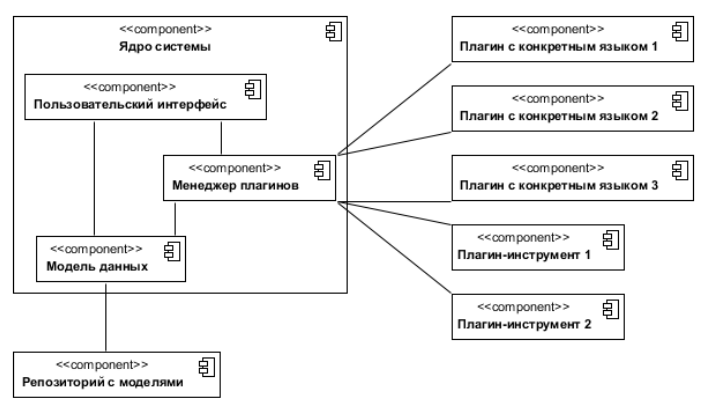 <<component>>
Ядро системы
<<component>>
Пользовательский интерфейс
<<component>>
Менеджер плагинов
<<component>>
Модель данных
<<component>>
Репозиторий с моделями
<<component>>
Плагин с конкретным языком 1
<<component>>
Плагин с конкретным языком 2
<<component>>
Плагин с конкретным языком 3
<<component>>
Плагин-инструмент 1
<<component>>
Плагин-инструмент 2